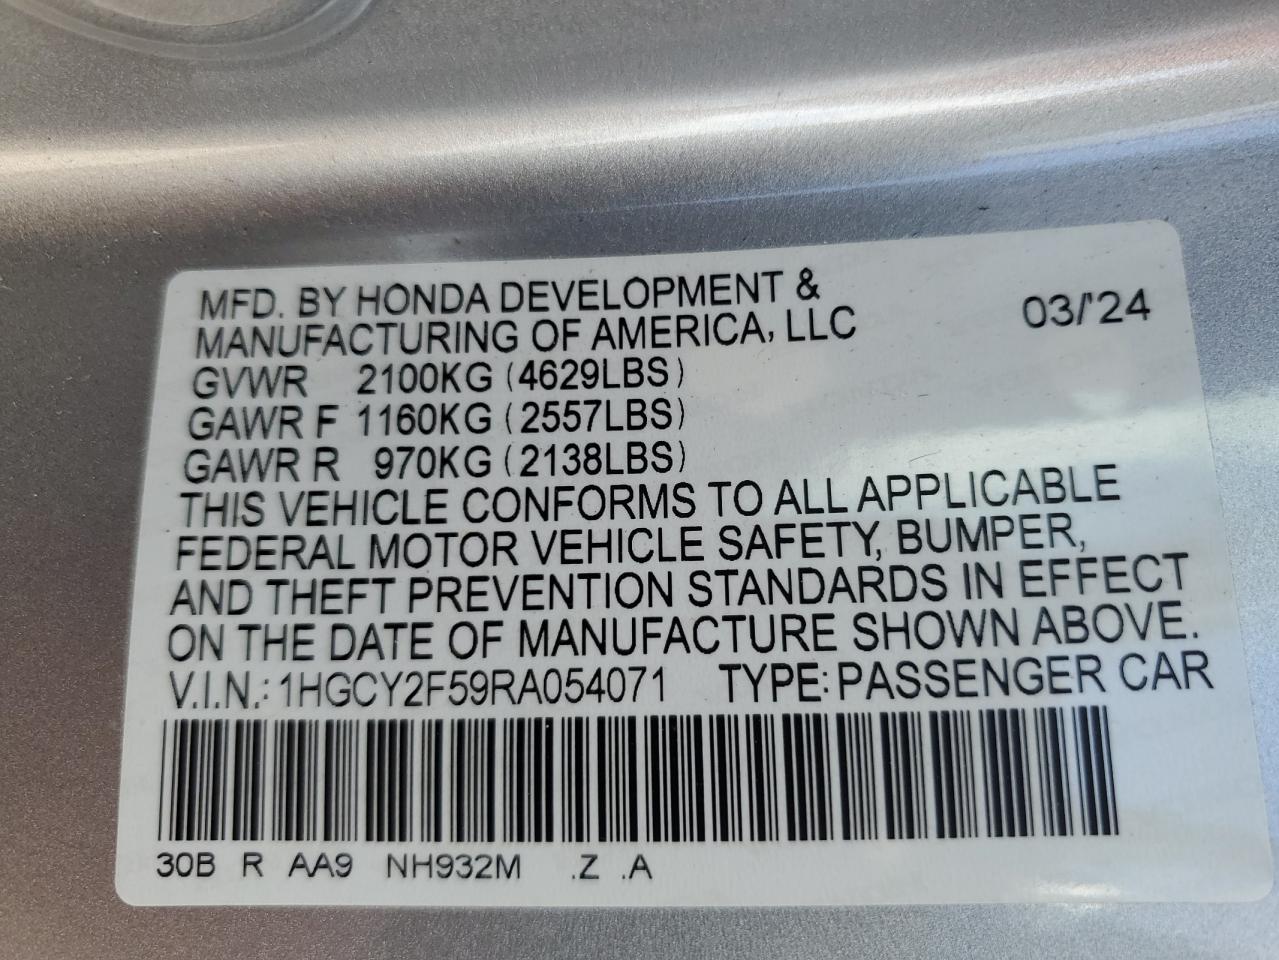 MFD. BY HONDA DEVELOPMENT &
MANUFACTURING OF AMERICA, LLC 03/'24
GVWR 2100KG (4629LBS)
GAWR F 1160KG (2557LBS)
GAWR R 970KG (2138LBS)
THIS VEHICLE CONFORMS TO ALL APPLICABLE
FEDERAL MOTOR VEHICLE SAFETY, BUMPER,
AND THEFT PREVENTION STANDARDS IN EFFECT
ON THE DATE OF MANUFACTURE SHOWN ABOVE.
V.I.N.: 1HGCY2F59RA054071 TYPE: PASSENGER CAR
30B R AA9 NH932M .Z .A